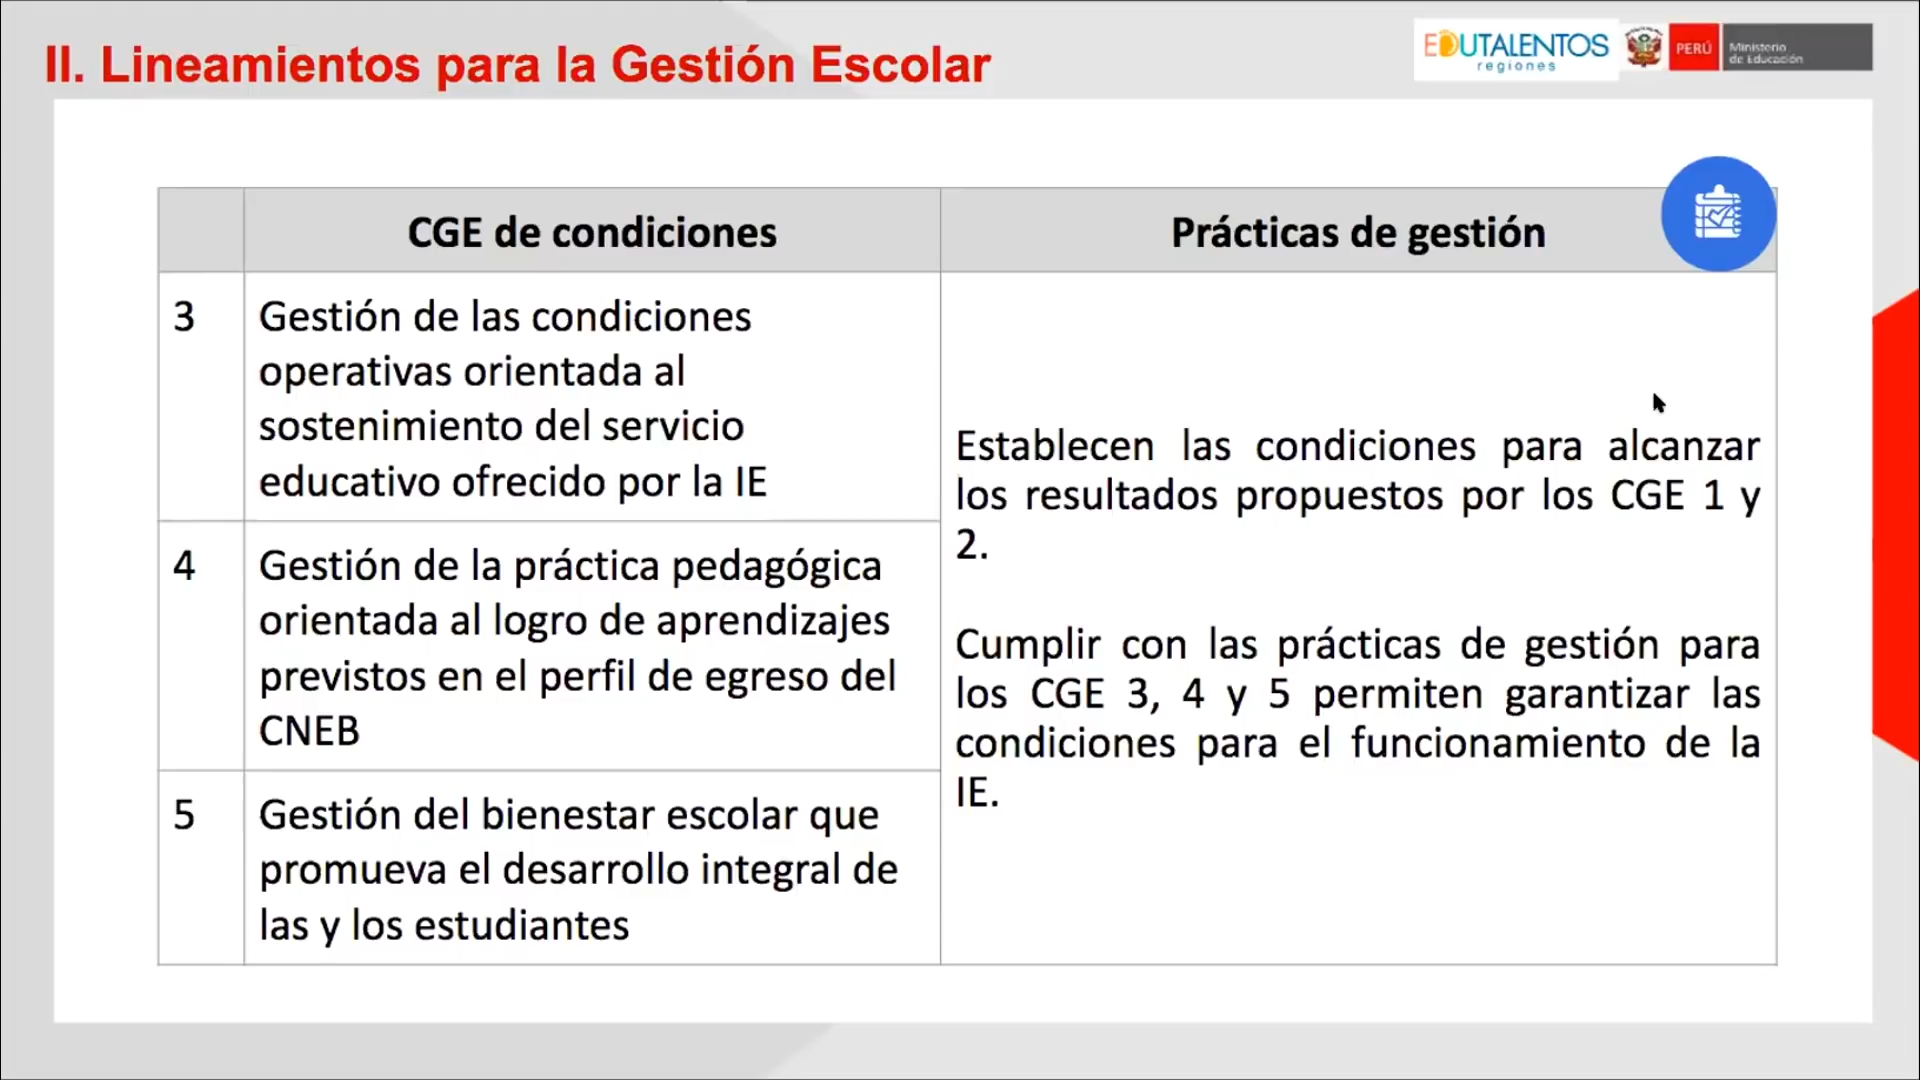 II. Lineamientos para la Gestión Escolar
EDUTALENTOS
regiones
PERÚ
Ministerio
de Educación
CGE de condiciones
Prácticas de gestión
3
Gestión de las condiciones
operativas orientada al
sostenimiento del servicio
educativo ofrecido por la IE
4
Gestión de la práctica pedagógica
orientada al logro de aprendizajes
previstos en el perfil de egreso del
CNEB
5
Gestión del bienestar escolar que
promueva el desarrollo integral de
las y los estudiantes
Establecen las condiciones para alcanzar
los resultados propuestos por los CGE 1 y
2.
Cumplir con las prácticas de gestión para
los CGE 3, 4 y 5 permiten garantizar las
condiciones para el funcionamiento de la
IE.